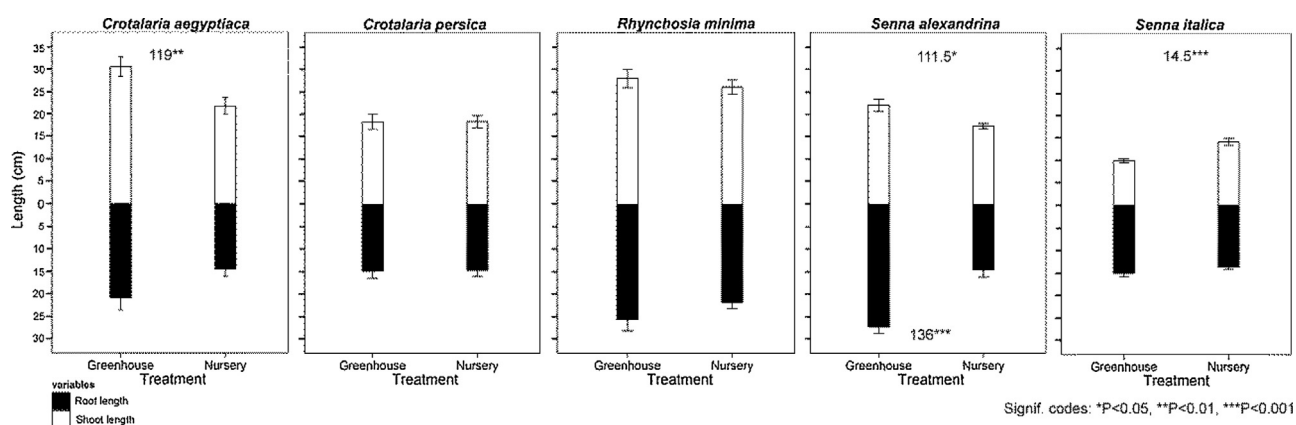 Crotalaria aegyptiaca
Crotalaria persica
Rhynchosia minima
Senna alexandrina
Senna italica
119**
111.5*
14.5***
136***
Length (cm)
35
30
25
20
15
10
5
0
5
10
15
20
25
30
Greenhouse Nursery
Treatment
Greenhouse Nursery
Treatment
Greenhouse Nursery
Treatment
Greenhouse Nursery
Treatment
Greenhouse Nursery
Treatment
variables
Root length
Shoot length
Signif. codes: *P<0.05, **P<0.01, ***P<0.001